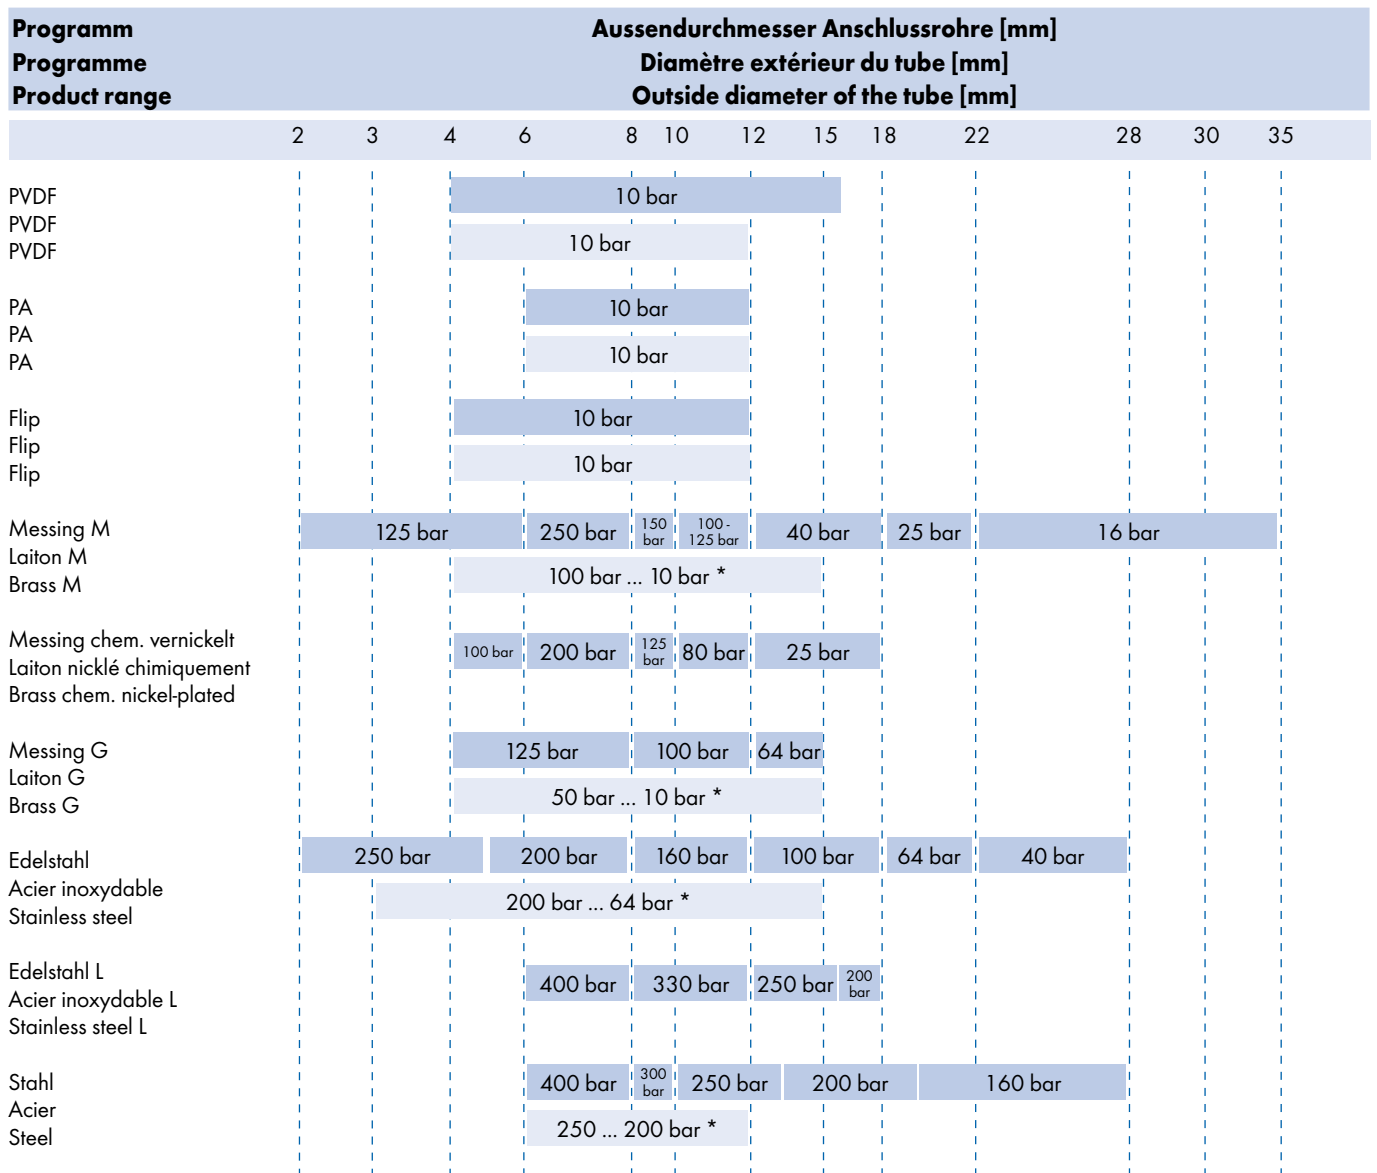 Programm Aussendurchmesser Anschlussrohre [mm]
Programme Diamètre extérieur du tube [mm]
Product range Outside diameter of the tube [mm]
2 3 4 6 8 10 12 15 18 22 28 30 35
PVDF 10 bar
PVDF
PVDF 10 bar
PA 10 bar
PA
PA 10 bar
Flip 10 bar
Flip
Flip 10 bar
Messing M 125 bar 250 bar 150 bar 100 - 125 bar 40 bar 25 bar 16 bar
Laiton M
Brass M 100 bar ... 10 bar *
Messing chem. vernickelt
Laiton nicklé chimiquement 100 bar 200 bar 125 bar 80 bar 25 bar
Brass chem. nickel-plated
Messing G 125 bar 100 bar 64 bar
Laiton G
Brass G 50 bar ... 10 bar *
Edelstahl 250 bar 200 bar 160 bar 100 bar 64 bar 40 bar
Acier inoxydable
Stainless steel 200 bar ... 64 bar *
Edelstahl L 400 bar 330 bar 250 bar 200 bar
Acier inoxydable L
Stainless steel L
Stahl 400 bar 300 bar 250 bar 200 bar 160 bar
Acier
Steel 250 ... 200 bar *